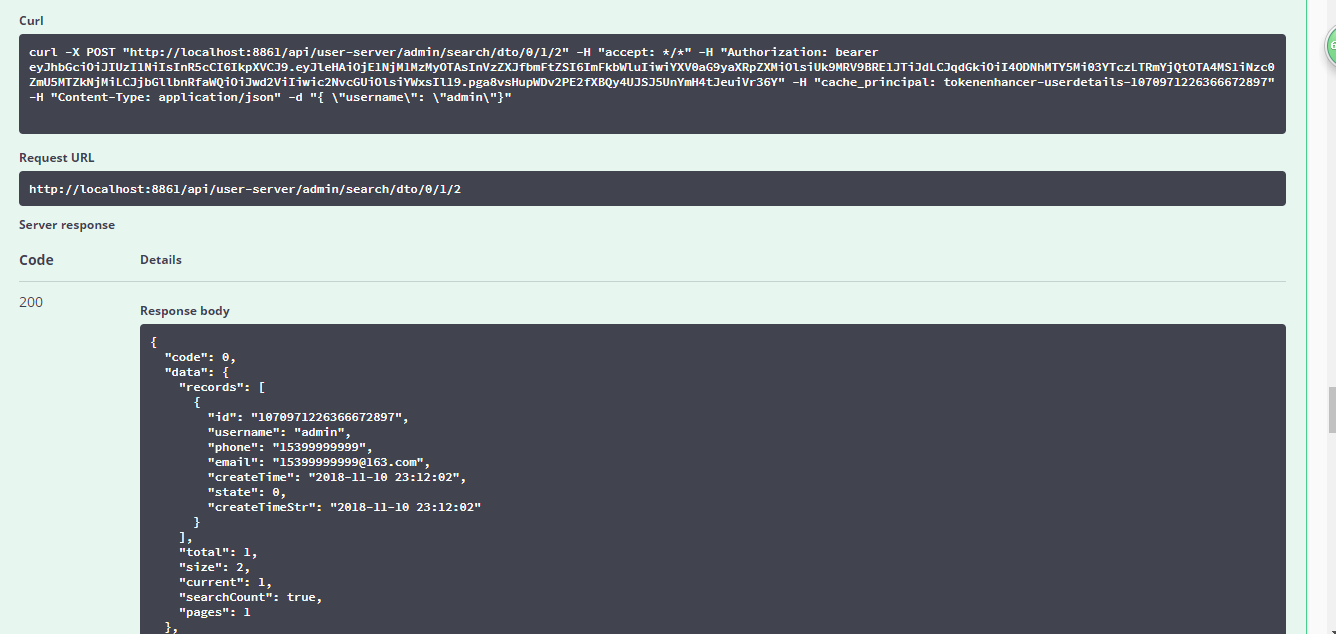 Curl
curl -X POST "http://localhost:8861/api/user-server/admin/search/dto/0/1/2" -H "accept: */*" -H "Authorization: bearer
eyJhbGciOiJIUzI1NiIsInR5cCI6IkpXVCJ9.eyJleHAiOjE1NjM1MzMyOTAsInVzZXJfbmFtZSI6ImFkbWluIiwiYXV0aG9yaXRpZXMiOlsiUk9MRV9BRE1JTiJdLCJqdGkiOiI4ODNhMTY5Mi03YTczLTRmYjQtOTA4MS1iNzc0
ZmU5MTZkNjMiLCJjbGllbnRfaWQiOiJwd2ViIiwic2NvcGUiOlsiYWxsIl19.pga8vsHupWDv2PE2fXBQy4UJSJ5UnYmH4tJeuiVr36Y" -H "cache_principal: tokenenhancer-userdetails-1070971226366672897"
-H "Content-Type: application/json" -d "{ \"username\": \"admin\"}"
Request URL
http://localhost:8861/api/user-server/admin/search/dto/0/1/2
Server response
Code Details
200
Response body
{
"code": 0,
"data": {
"records": [
{
"id": "1070971226366672897",
"username": "admin",
"phone": "15399999999",
"email": "15399999999@163.com",
"createTime": "2018-11-10 23:12:02",
"state": 0,
"createTimeStr": "2018-11-10 23:12:02"
}
],
"total": 1,
"size": 2,
"current": 1,
"searchCount": true,
"pages": 1
},